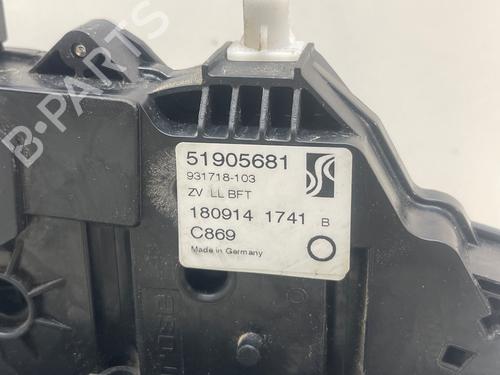 B-PARTS
51905681
931718-103
ZV LL BFT
180914 1741 B
C869
Made in Germany